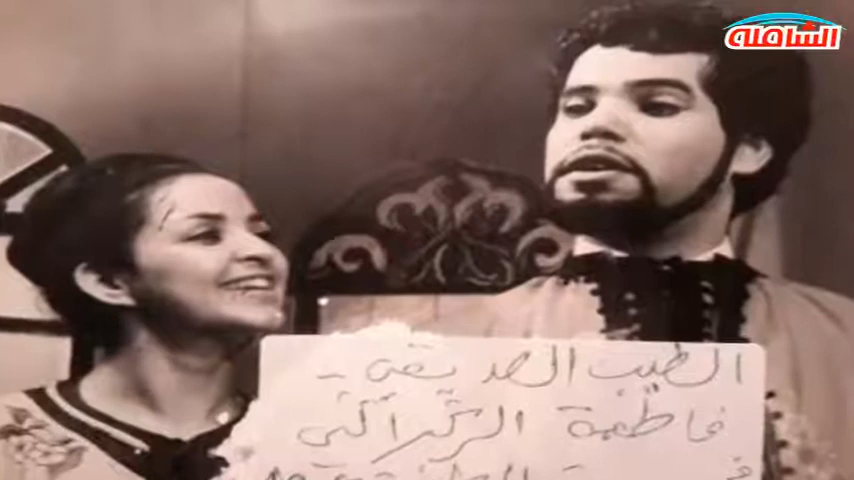 الشاملة
الطيب الصديقي -
فاطمة الركراكي